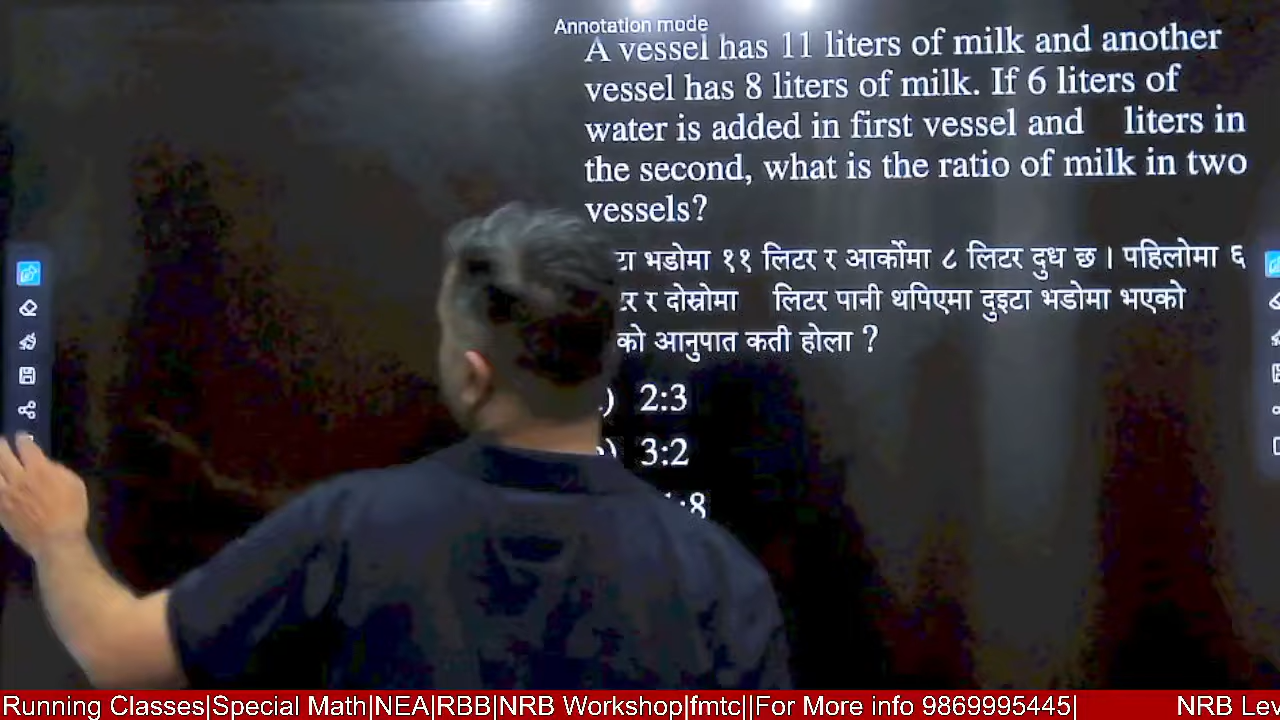 Annotation mode
A vessel has 11 liters of milk and another
vessel has 8 liters of milk. If 6 liters of
water is added in first vessel and liters in
the second, what is the ratio of milk in two
vessels?
टा भडोमा ११ लिटर र आर्कोमा ८ लिटर दुध छ । पहिलोमा ६
र र दोस्रोमा लिटर पानी थपिएमा दुइटा भडोमा भएको
को आनुपात कती होला ?
) 2:3
) 3:2
:8
Running Classes|Special Math|NEA|RBB|NRB Workshop|fmtc||For More info 9869995445| NRB Lev